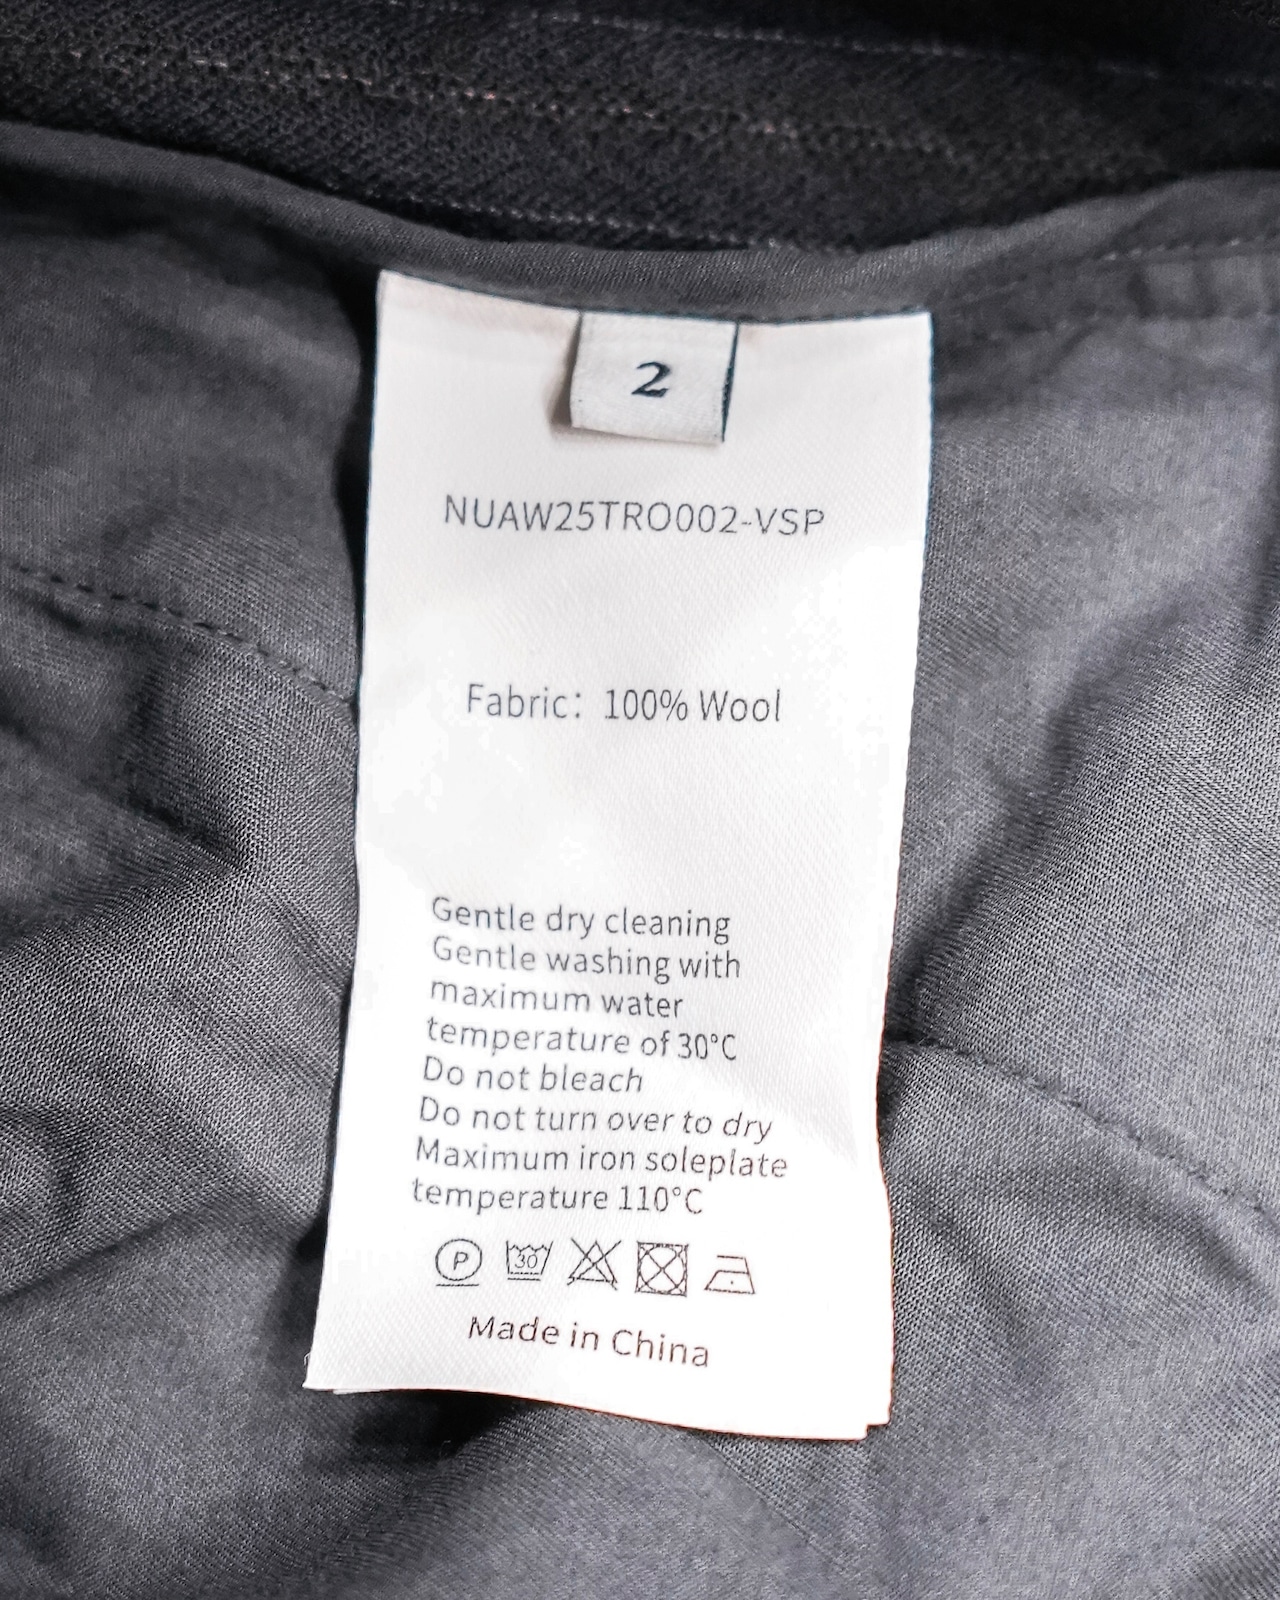 2
NUAW25TRO002-VSP
Fabric: 100% Wool
Gentle dry cleaning
Gentle washing with
maximum water
temperature of 30°C
Do not bleach
Do not turn over to dry
Maximum iron soleplate
temperature 110°C
P 30
Made in China